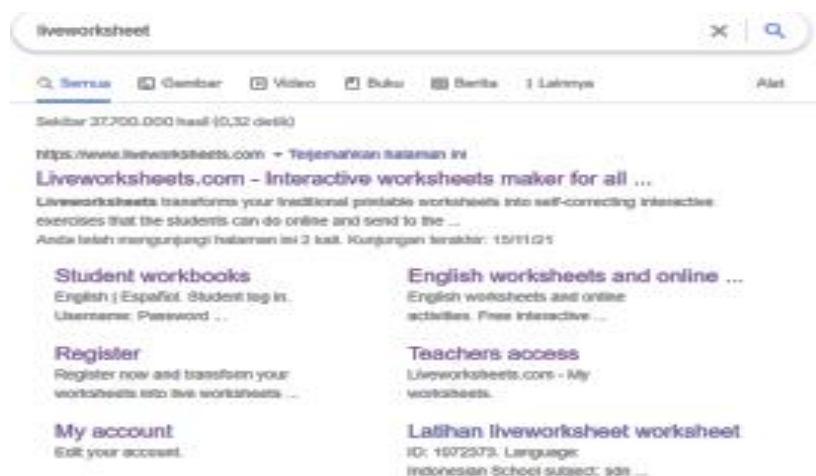 liveworksheet
Semua Gambar Video Buku Berita Lainnya Alat
Sekitar 37.700.000 hasil (0,32 detik)
https://www.liveworksheets.com Terjemahkan halaman ini
Liveworksheets.com - Interactive worksheets maker for all ...
Liveworksheets transforms your traditional printable worksheets into self-correcting interactive
exercises that the students can do online and send to the ...
Anda telah mengunjungi halaman ini 2 kali. Kunjungan terakhir: 15/11/21
Student workbooks
English | Español. Student log in.
Username: Password ...
English worksheets and online ...
English worksheets and online
activities. Free interactive ...
Register
Register now and transform your
worksheets into live worksheets ...
Teachers access
Liveworksheets.com - My
worksheets.
My account
Edit your account.
Latihan liveworksheet worksheet
ID: 1072573. Language:
Indonesian School subject: sdn ...